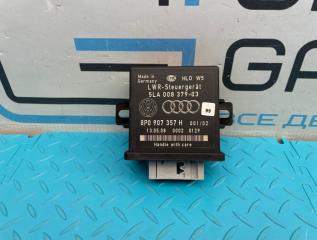 Made in
Germany
HLO W5
LWR-Steuergerät
5LA 008 379-03
8P0 907 357 H 001/02
13.05.08 0002 0129
Handle with care